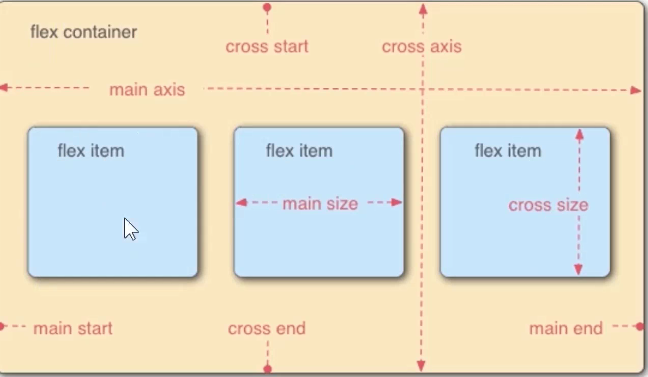 flex container
cross start
cross axis
main axis
flex item
flex item
flex item
main size
cross size
main start
cross end
main end